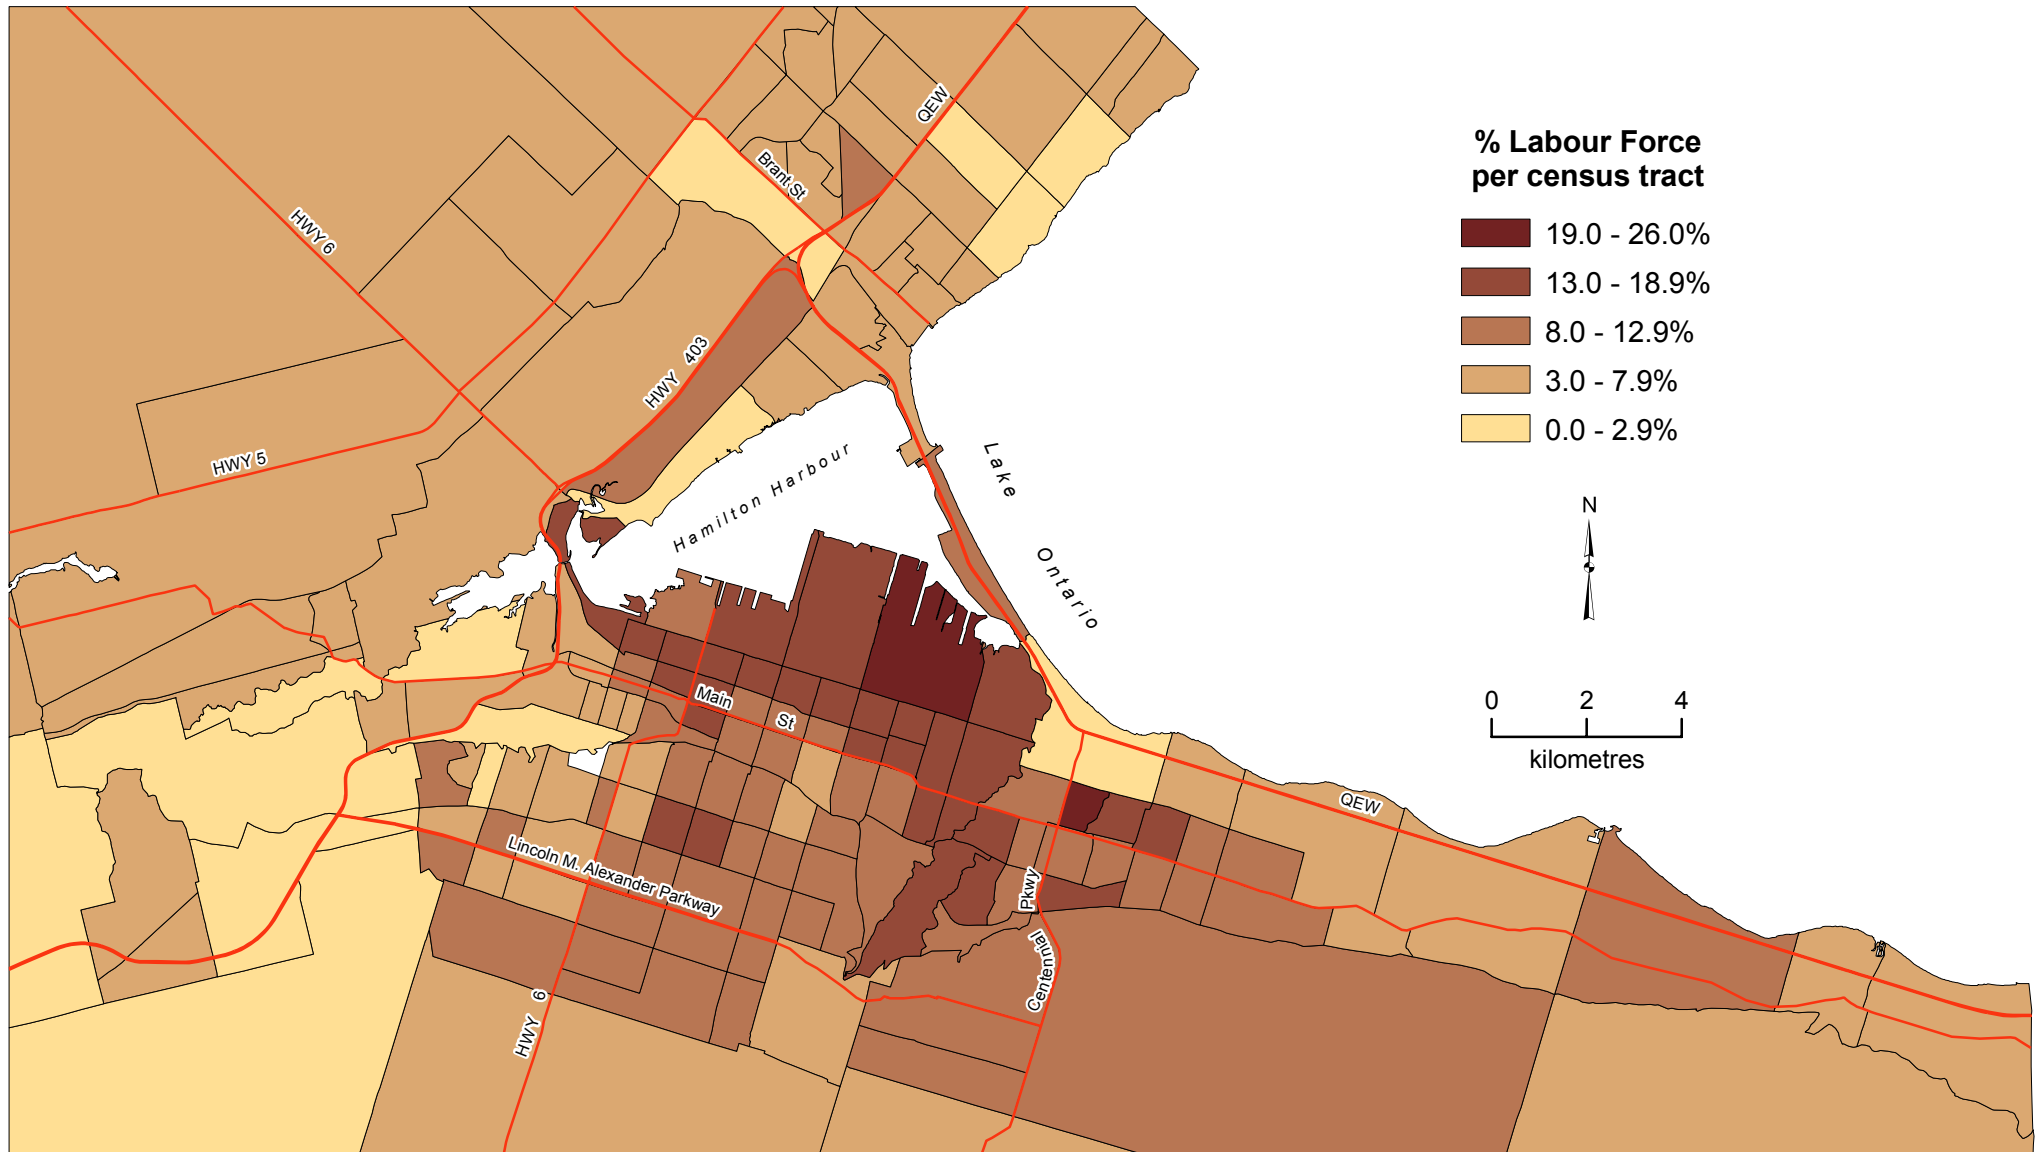 QEW
Brant St
HWY 6
HWY 403
HWY 5
Hamilton Harbour
Lake
Ontario
Main
St
QEW
Lincoln M. Alexander Parkway
Pkwy
Centennial
HWY 6
% Labour Force
per census tract
19.0 - 26.0%
13.0 - 18.9%
8.0 - 12.9%
3.0 - 7.9%
0.0 - 2.9%
N
0 2 4
kilometres